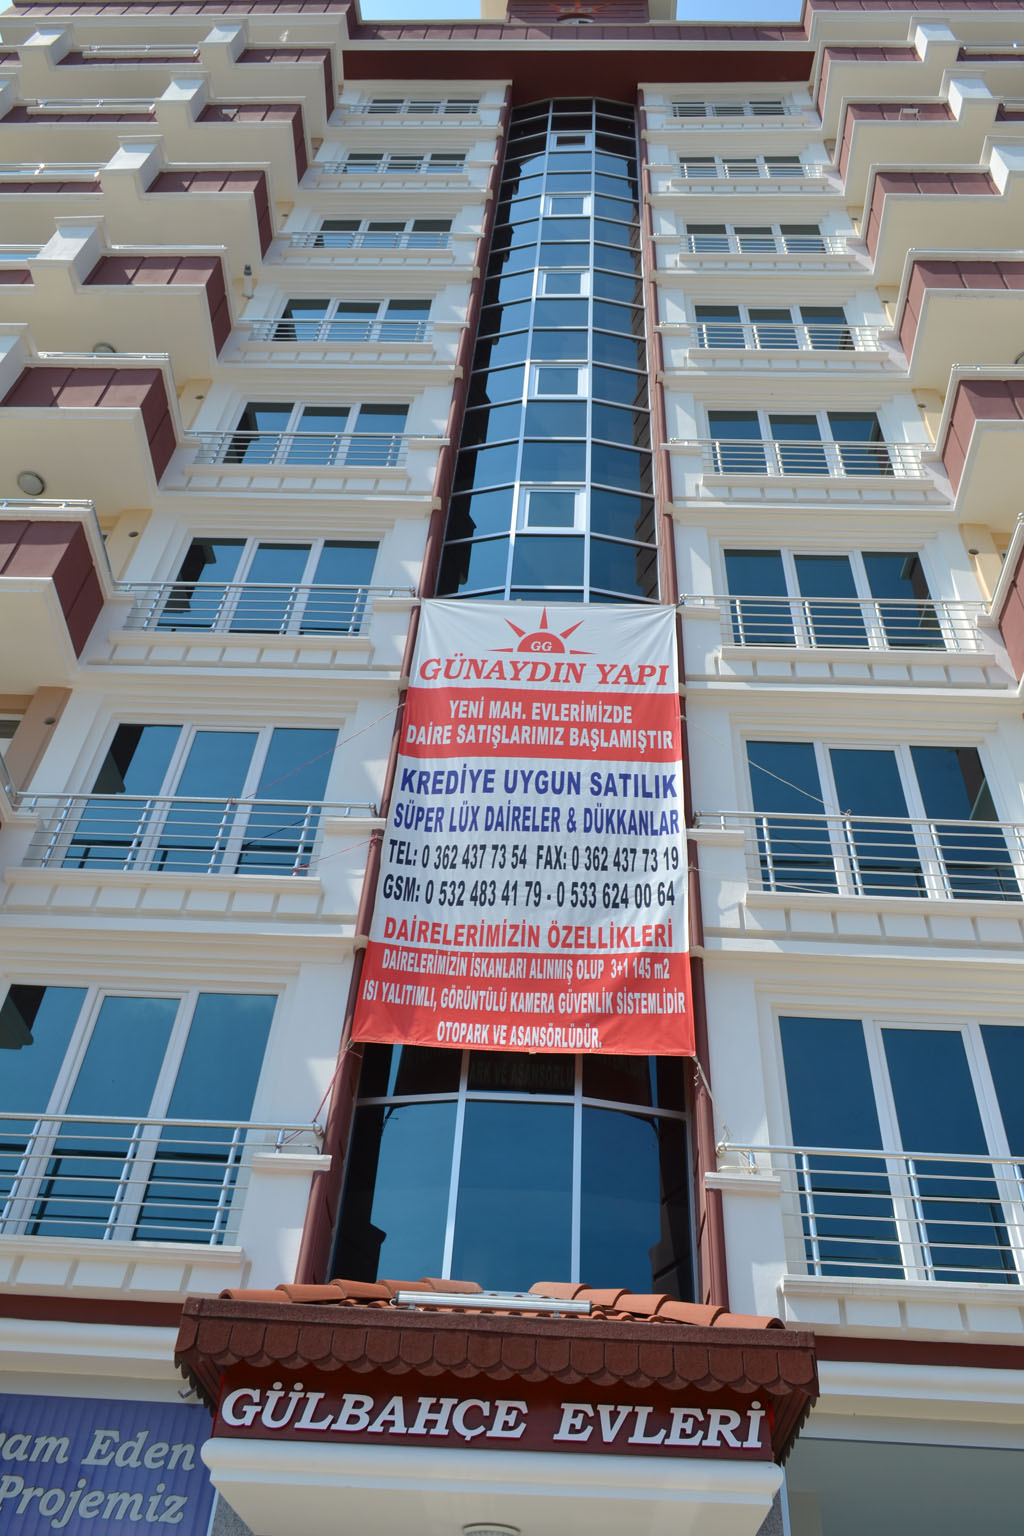 GG
GÜNAYDIN YAPI
YENİ MAH. EVLERİMİZDE
DAİRE SATIŞLARIMIZ BAŞLAMIŞTIR
KREDİYE UYGUN SATILIK
SÜPER LÜX DAİRELER & DÜKKANLAR
TEL: 0 362 437 73 54 FAX: 0 362 437 73 19
GSM: 0 532 483 41 79 - 0 533 624 00 64
DAİRELERİMİZİN ÖZELLİKLERİ
DAİRELERİMİZİN İSKANLARI ALINMIŞ OLUP 3+1 145 m2
ISI YALITIMLI, GÖRÜNTÜLÜ KAMERA GÜVENLİK SİSTEMLİDİR
OTOPARK VE ASANSÖRLÜDÜR.
GÜLBAHÇE EVLERİ
Eden
Projemiz